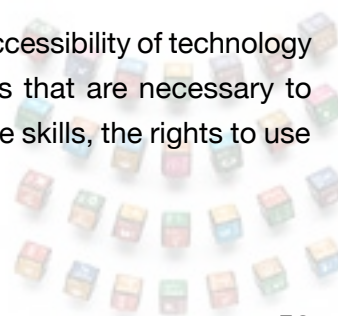 ccessibility of technology
s that are necessary to
e skills, the rights to use